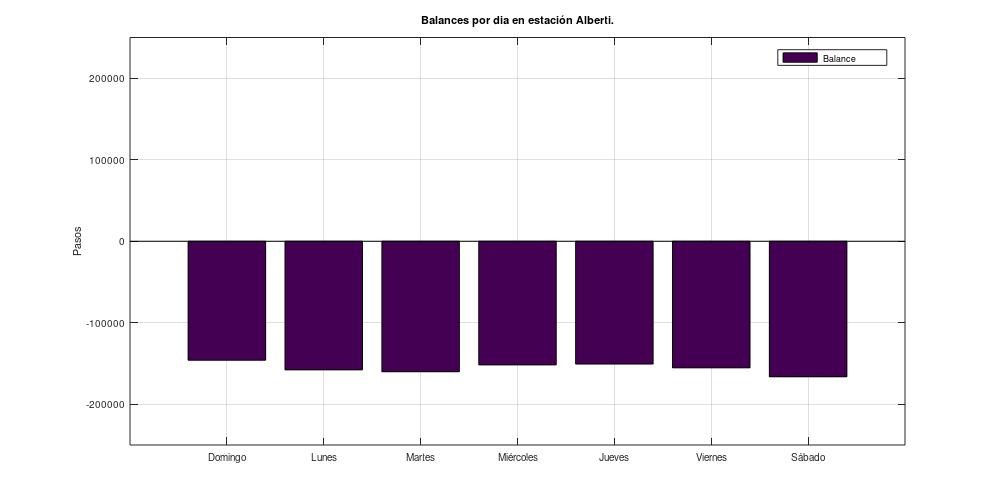 Balances por dia en estación Alberti.
Balance
200000
100000
0
-100000
-200000
Pasos
Domingo
Lunes
Martes
Miércoles
Jueves
Viernes
Sábado